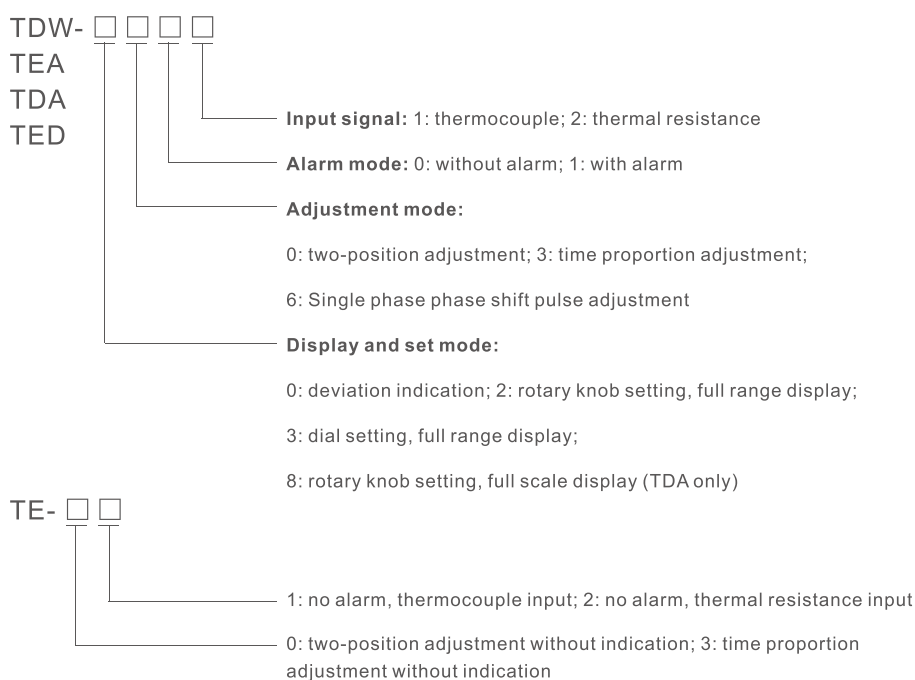 TDW- □ □ □ □
TEA
TDA
TED
Input signal: 1: thermocouple; 2: thermal resistance
Alarm mode: 0: without alarm; 1: with alarm
Adjustment mode:
0: two-position adjustment; 3: time proportion adjustment;
6: Single phase phase shift pulse adjustment
Display and set mode:
0: deviation indication; 2: rotary knob setting, full range display;
3: dial setting, full range display;
8: rotary knob setting, full scale display (TDA only)
TE- □ □
1: no alarm, thermocouple input; 2: no alarm, thermal resistance input
0: two-position adjustment without indication; 3: time proportion
adjustment without indication